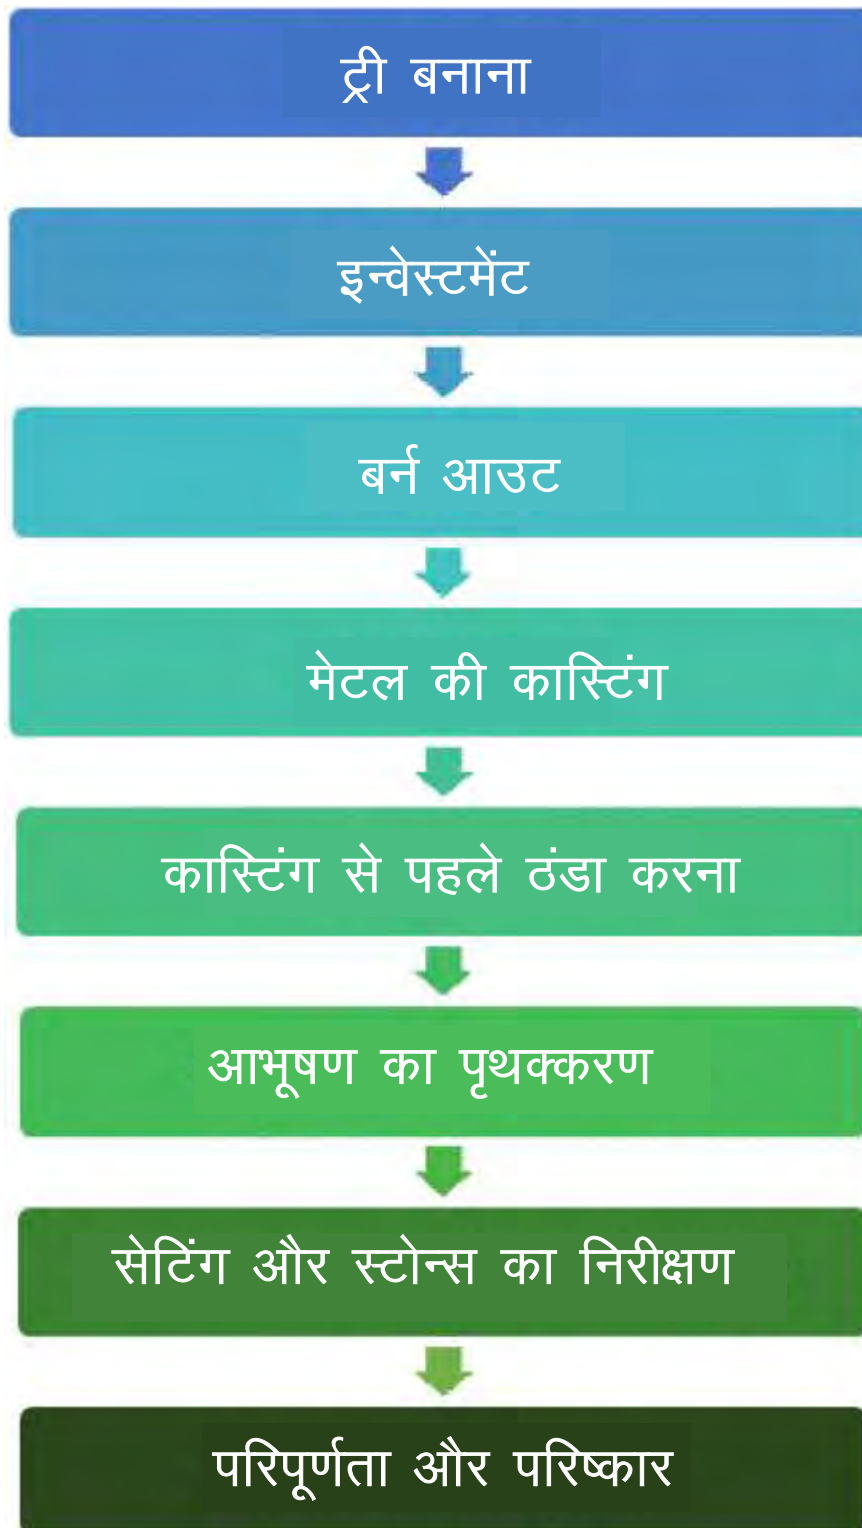 ट्री बनाना
इन्वेस्टमेंट
बर्न आउट
मेटल की कास्टिंग
कास्टिंग से पहले ठंडा करना
आभूषण का पृथक्करण
सेटिंग और स्टोन्स का निरीक्षण
परिपूर्णता और परिष्कार